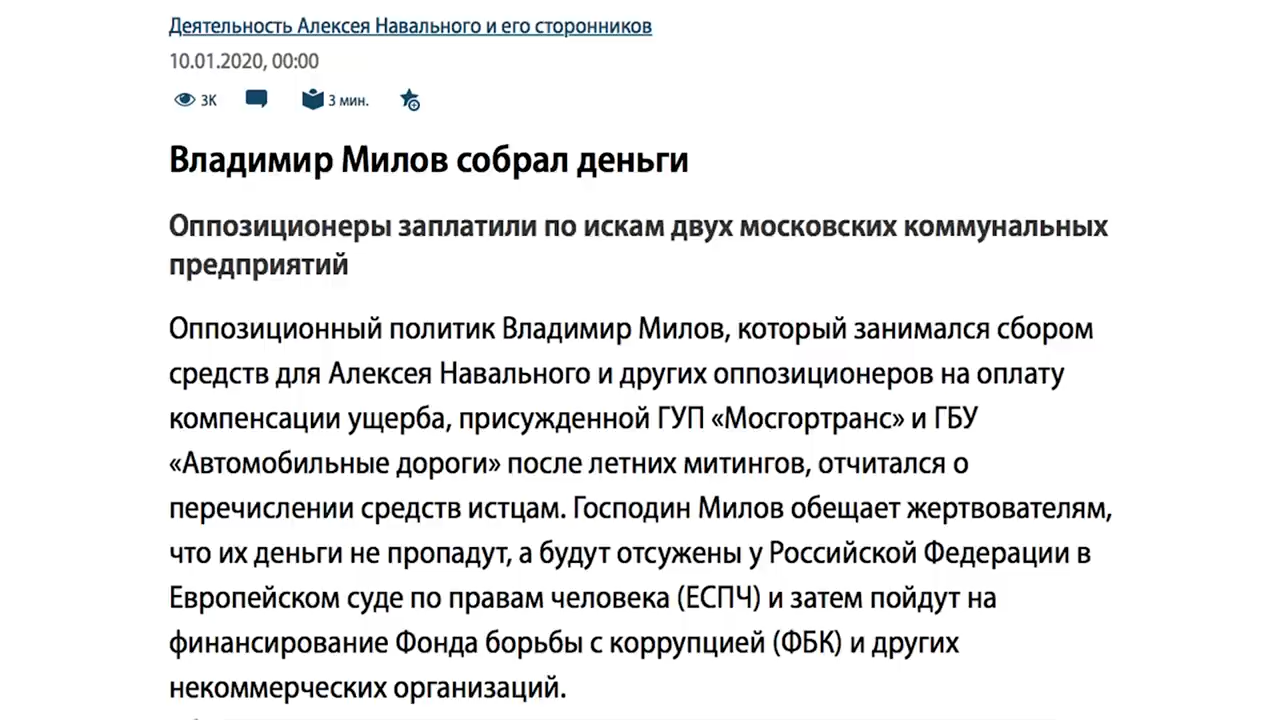 Деятельность Алексея Навального и его сторонников
10.01.2020, 00:00
3K 3 мин.
Владимир Милов собрал деньги
Оппозиционеры заплатили по искам двух московских коммунальных
предприятий
Оппозиционный политик Владимир Милов, который занимался сбором
средств для Алексея Навального и других оппозиционеров на оплату
компенсации ущерба, присужденной ГУП «Мосгортранс» и ГБУ
«Автомобильные дороги» после летних митингов, отчитался о
перечислении средств истцам. Господин Милов обещает жертвователям,
что их деньги не пропадут, а будут отсужены у Российской Федерации в
Европейском суде по правам человека (ЕСПЧ) и затем пойдут на
финансирование Фонда борьбы с коррупцией (ФБК) и других
некоммерческих организаций.